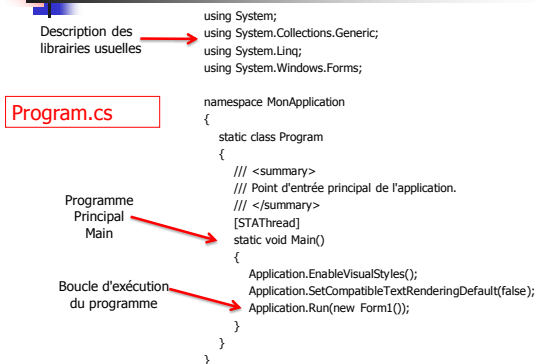 Description des
librairies usuelles
using System;
using System.Collections.Generic;
using System.Linq;
using System.Windows.Forms;
Program.cs
namespace MonApplication
{
static class Program
{
/// <summary>
/// Point d'entrée principal de l'application.
/// </summary>
[STAThread]
Programme
Principal
Main
static void Main()
{
Application.EnableVisualStyles();
Application.SetCompatibleTextRenderingDefault(false);
Boucle d'exécution
du programme
Application.Run(new Form1());
}
}
}